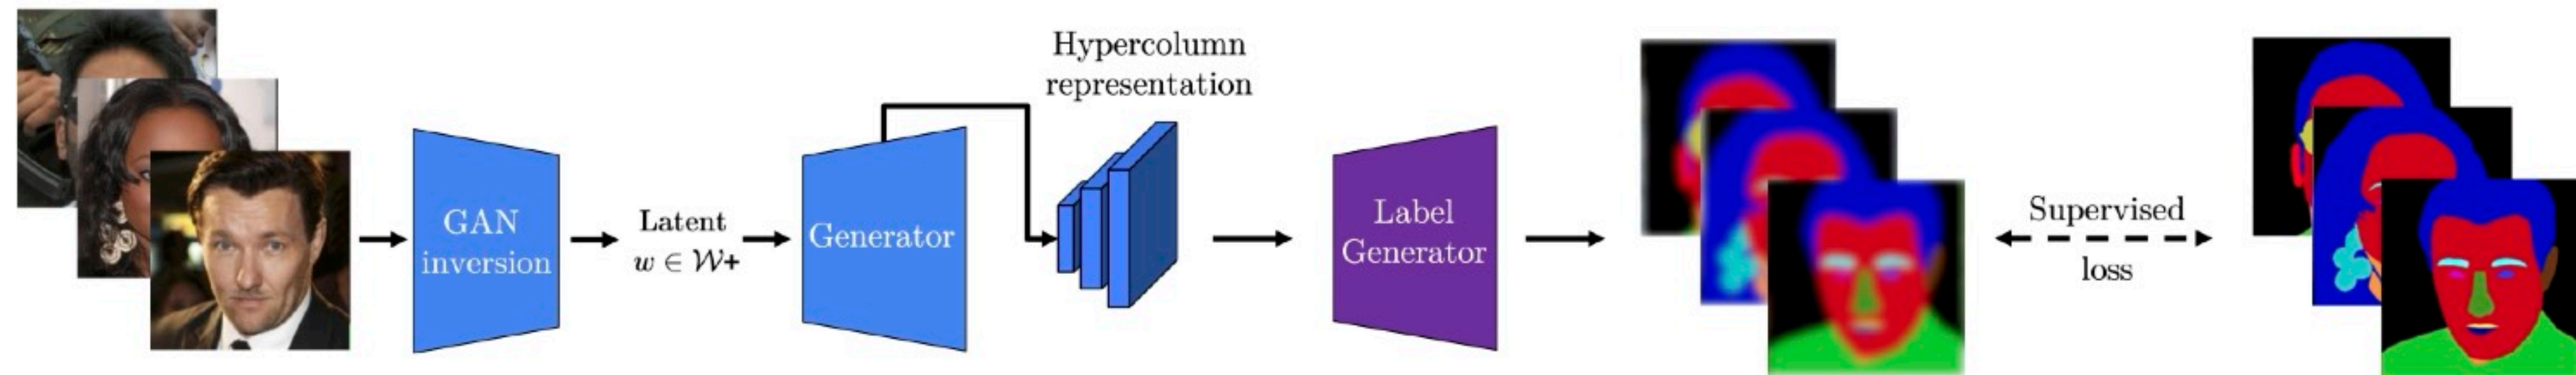 Hypercolumn
representation
GAN
inversion
Latent
w ∈ 𝒲+
Generator
Label
Generator
Supervised
loss